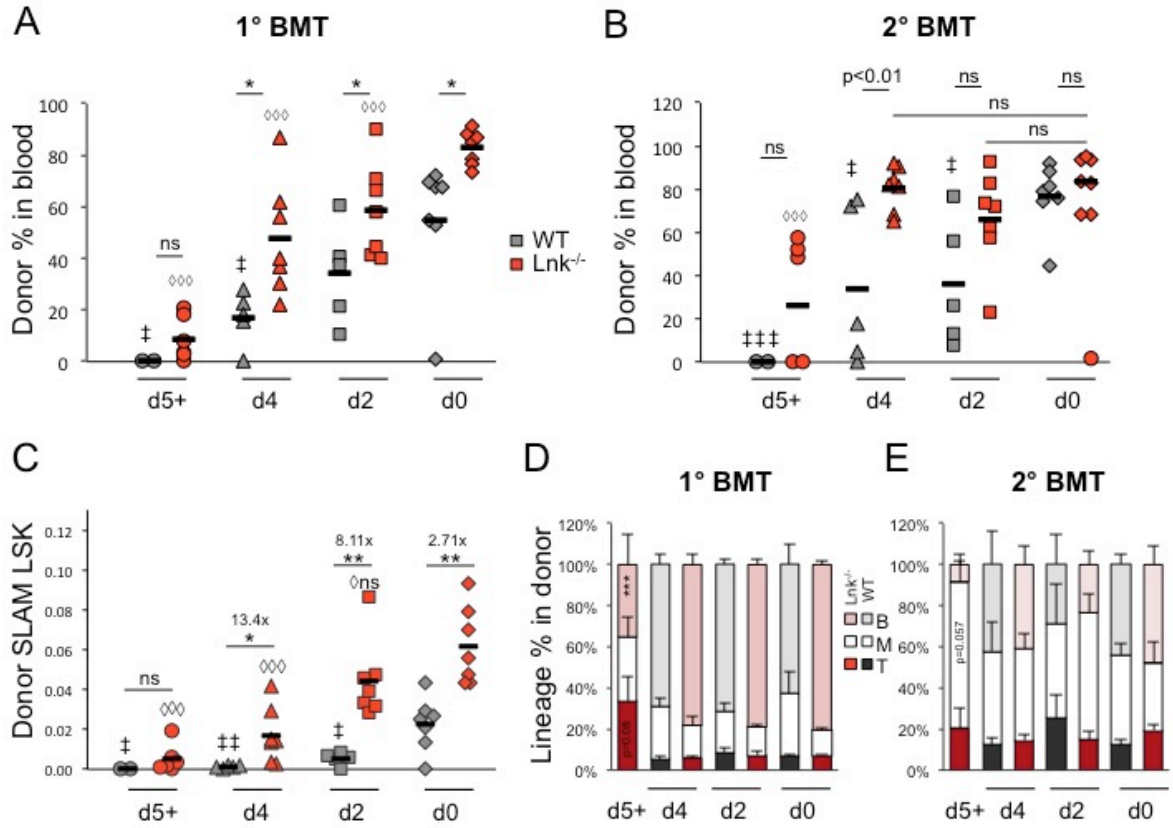 A
1° BMT
Donor % in blood
100
80
60
40
20
0
*
*
*
◊◊◊
◊◊◊
ns
◊◊◊
‡
‡
d5+
d4
d2
d0
WT
Lnk-/-
B
2° BMT
Donor % in blood
120
100
80
60
40
20
0
p<0.01
ns
ns
ns
ns
ns
‡
‡
◊◊◊
‡‡‡
d5+
d4
d2
d0
C
Donor SLAM LSK
0.12
0.10
0.08
0.06
0.04
0.02
0.00
8.11x
**
◊ns
2.71x
**
13.4x
*
◊◊◊
ns
◊◊◊
‡
‡‡
‡
d5+
d4
d2
d0
D
1° BMT
Lineage % in donor
120%
100%
80%
60%
40%
20%
0%
***
p=0.06
d5+
d4
d2
d0
Lnk-/-
WT
B
M
T
E
2° BMT
120%
100%
80%
60%
40%
20%
0%
p=0.057
d5+
d4
d2
d0